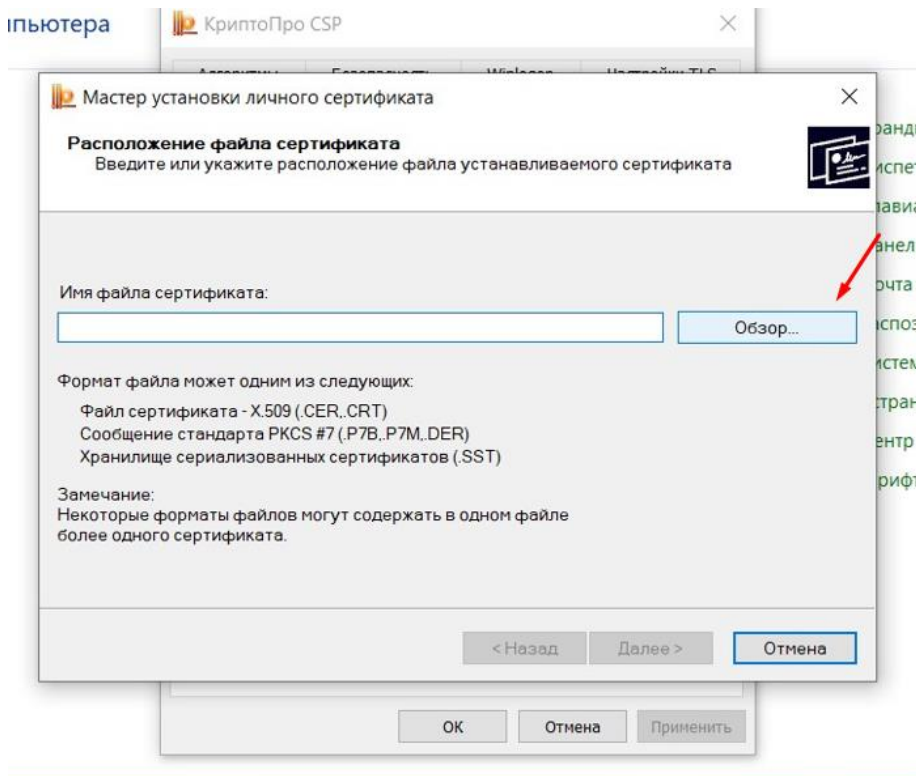 КриптоПро CSP
Мастер установки личного сертификата
Расположение файла сертификата
Введите или укажите расположение файла устанавливаемого сертификата
Имя файла сертификата:
Обзор...
Формат файла может одним из следующих:
Файл сертификата - X.509 (.CER,.CRT)
Сообщение стандарта PKCS #7 (.P7B,.P7M,.DER)
Хранилище сериализованных сертификатов (.SST)
Замечание:
Некоторые форматы файлов могут содержать в одном файле
более одного сертификата.
< Назад Далее > Отмена
ОК Отмена Применить